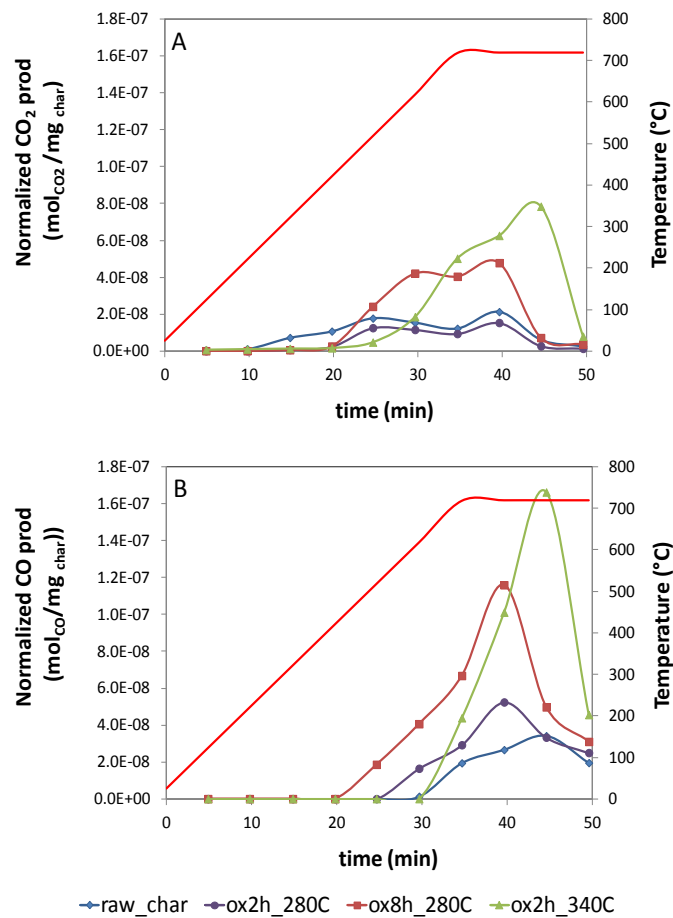 A
Normalized CO2 prod
(molCO2 /mg char)
1.8E-07
1.6E-07
1.4E-07
1.2E-07
1.0E-07
8.0E-08
6.0E-08
4.0E-08
2.0E-08
0.0E+00
800
700
600
500
400
300
200
100
0
Temperature (°C)
0 10 20 30 40 50
time (min)
B
Normalized CO prod
(molCO/mg char))
1.8E-07
1.6E-07
1.4E-07
1.2E-07
1.0E-07
8.0E-08
6.0E-08
4.0E-08
2.0E-08
0.0E+00
800
700
600
500
400
300
200
100
0
Temperature (°C)
0 10 20 30 40 50
time (min)
raw_char ox2h_280C ox8h_280C ox2h_340C